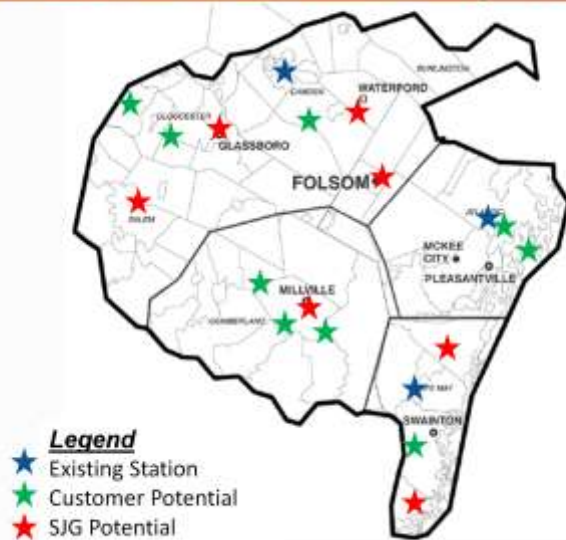 BURLINGTON
CAMDEN
WATERFORD
GLOUCESTER
GLASSBORO
FOLSOM
SALEM
MCKEE
CITY
PLEASANTVILLE
MILLVILLE
CUMBERLAND
SWAINTON
Legend
Existing Station
Customer Potential
SJG Potential